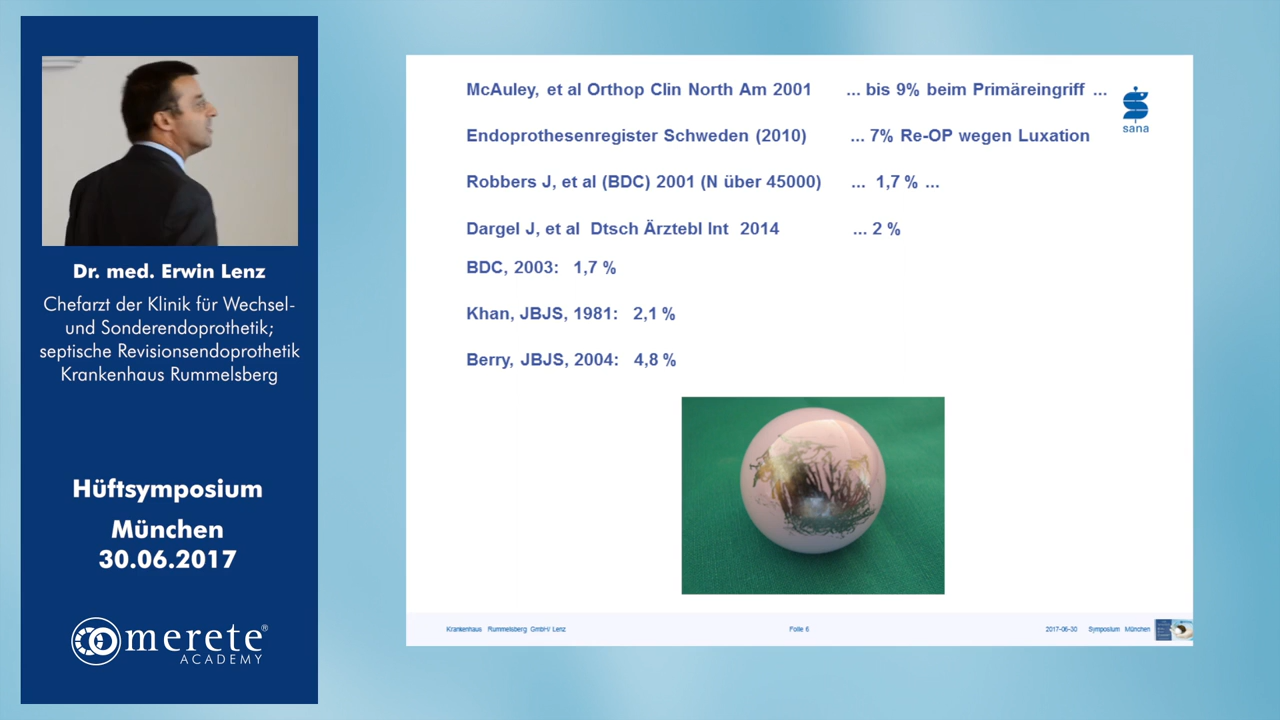 Dr. med. Erwin Lenz
Chefarzt der Klinik für Wechsel-
und Sonderendoprothetik;
septische Revisionsendoprothetik
Krankenhaus Rummelsberg
Hüftsymposium
München
30.06.2017
merete®
ACADEMY
McAuley, et al Orthop Clin North Am 2001 ... bis 9% beim Primäreingriff ...
sana
Endoprothesenregister Schweden (2010) ... 7% Re-OP wegen Luxation
Robbers J, et al (BDC) 2001 (N über 45000) ... 1,7 % ...
Dargel J, et al Dtsch Ärztebl Int 2014 ... 2 %
BDC, 2003: 1,7 %
Khan, JBJS, 1981: 2,1 %
Berry, JBJS, 2004: 4,8 %
Krankenhaus Rummelsberg GmbH/ Lenz Folie 6 2017-06-30 Symposium München